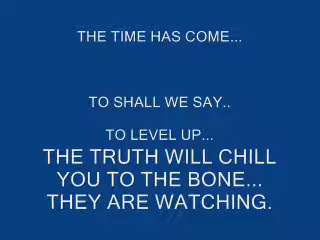 THE TIME HAS COME...
TO SHALL WE SAY..
TO LEVEL UP...
THE TRUTH WILL CHILL
YOU TO THE BONE...
THEY ARE WATCHING.